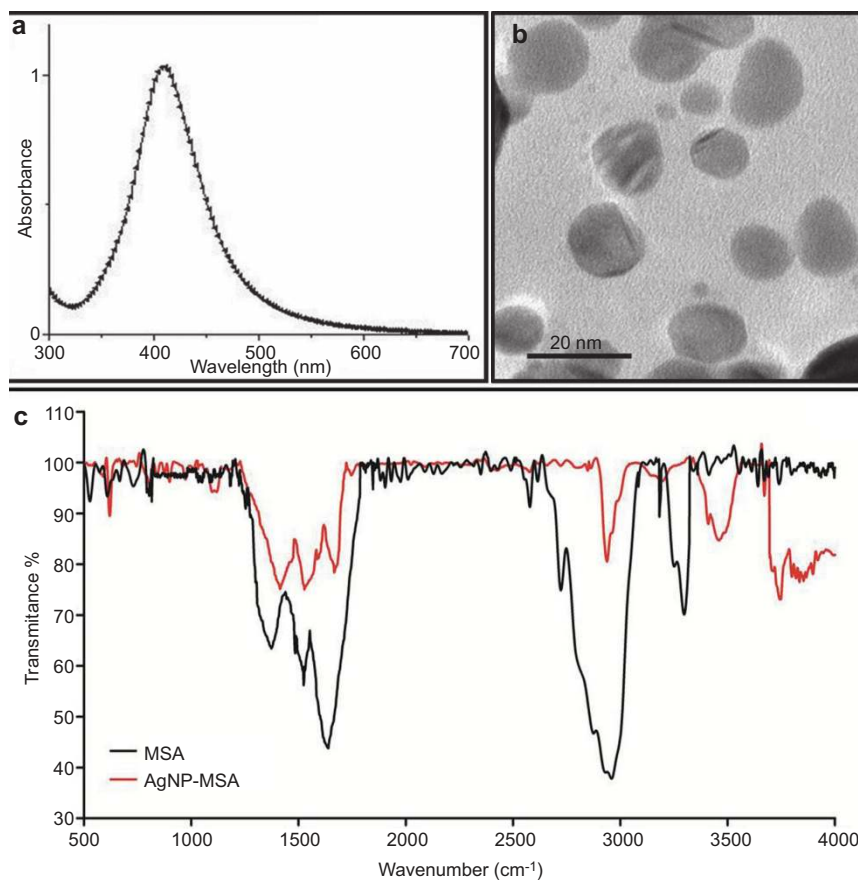 a
Absorbance
1
0
300 400 500 600 700
Wavelength (nm)
b
20 nm
c
Transmitance %
110
100
90
80
70
60
50
40
30
MSA
AgNP-MSA
500 1000 1500 2000 2500 3000 3500 4000
Wavenumber (cm⁻¹)